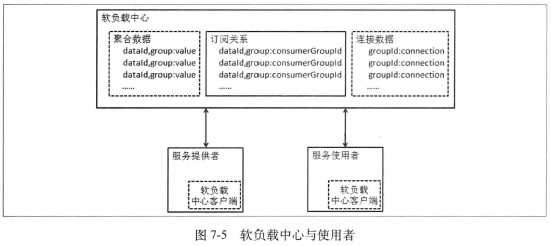 软负载中心
聚合数据
dataId,group:value
dataId,group:value
dataId,group:value
……
订阅关系
dataId,group:consumerGroupId
dataId,group:consumerGroupId
dataId,group:consumerGroupId
……
连接数据
groupId:connection
groupId:connection
groupId:connection
……
服务提供者
软负载
中心客户端
服务使用者
软负载
中心客户端
图 7-5 软负载中心与使用者